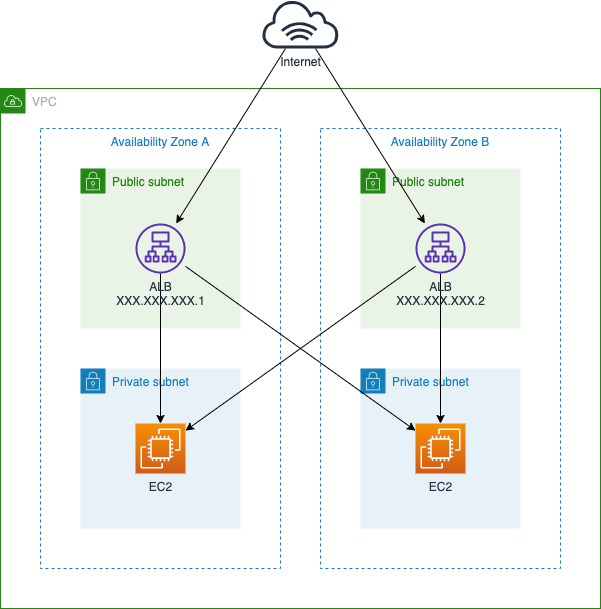 Internet
VPC
Availability Zone A
Availability Zone B
Public subnet
Public subnet
ALB
XXX.XXX.XXX.1
ALB
XXX.XXX.XXX.2
Private subnet
Private subnet
EC2
EC2